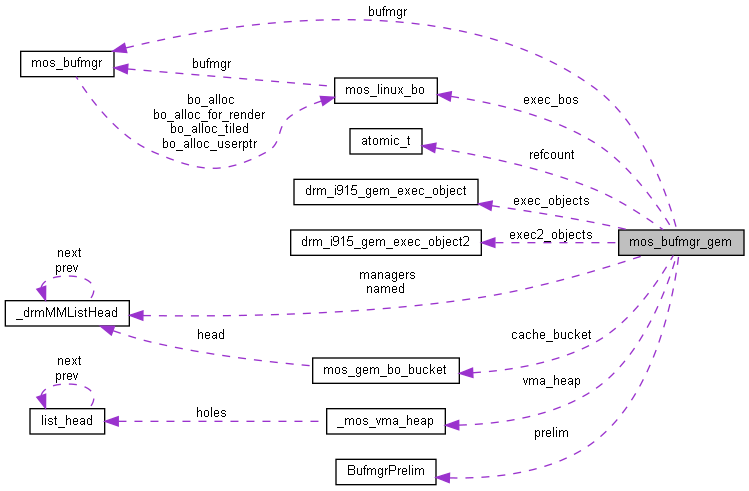 bufmgr
mos_bufmgr
bufmgr
mos_linux_bo
bo_alloc
bo_alloc_for_render
bo_alloc_tiled
bo_alloc_userptr
exec_bos
atomic_t
refcount
drm_i915_gem_exec_object
exec_objects
drm_i915_gem_exec_object2
exec2_objects
mos_bufmgr_gem
next
prev
managers
named
_drmMMListHead
head
cache_bucket
mos_gem_bo_bucket
next
prev
vma_heap
list_head
holes
_mos_vma_heap
prelim
BufmgrPrelim